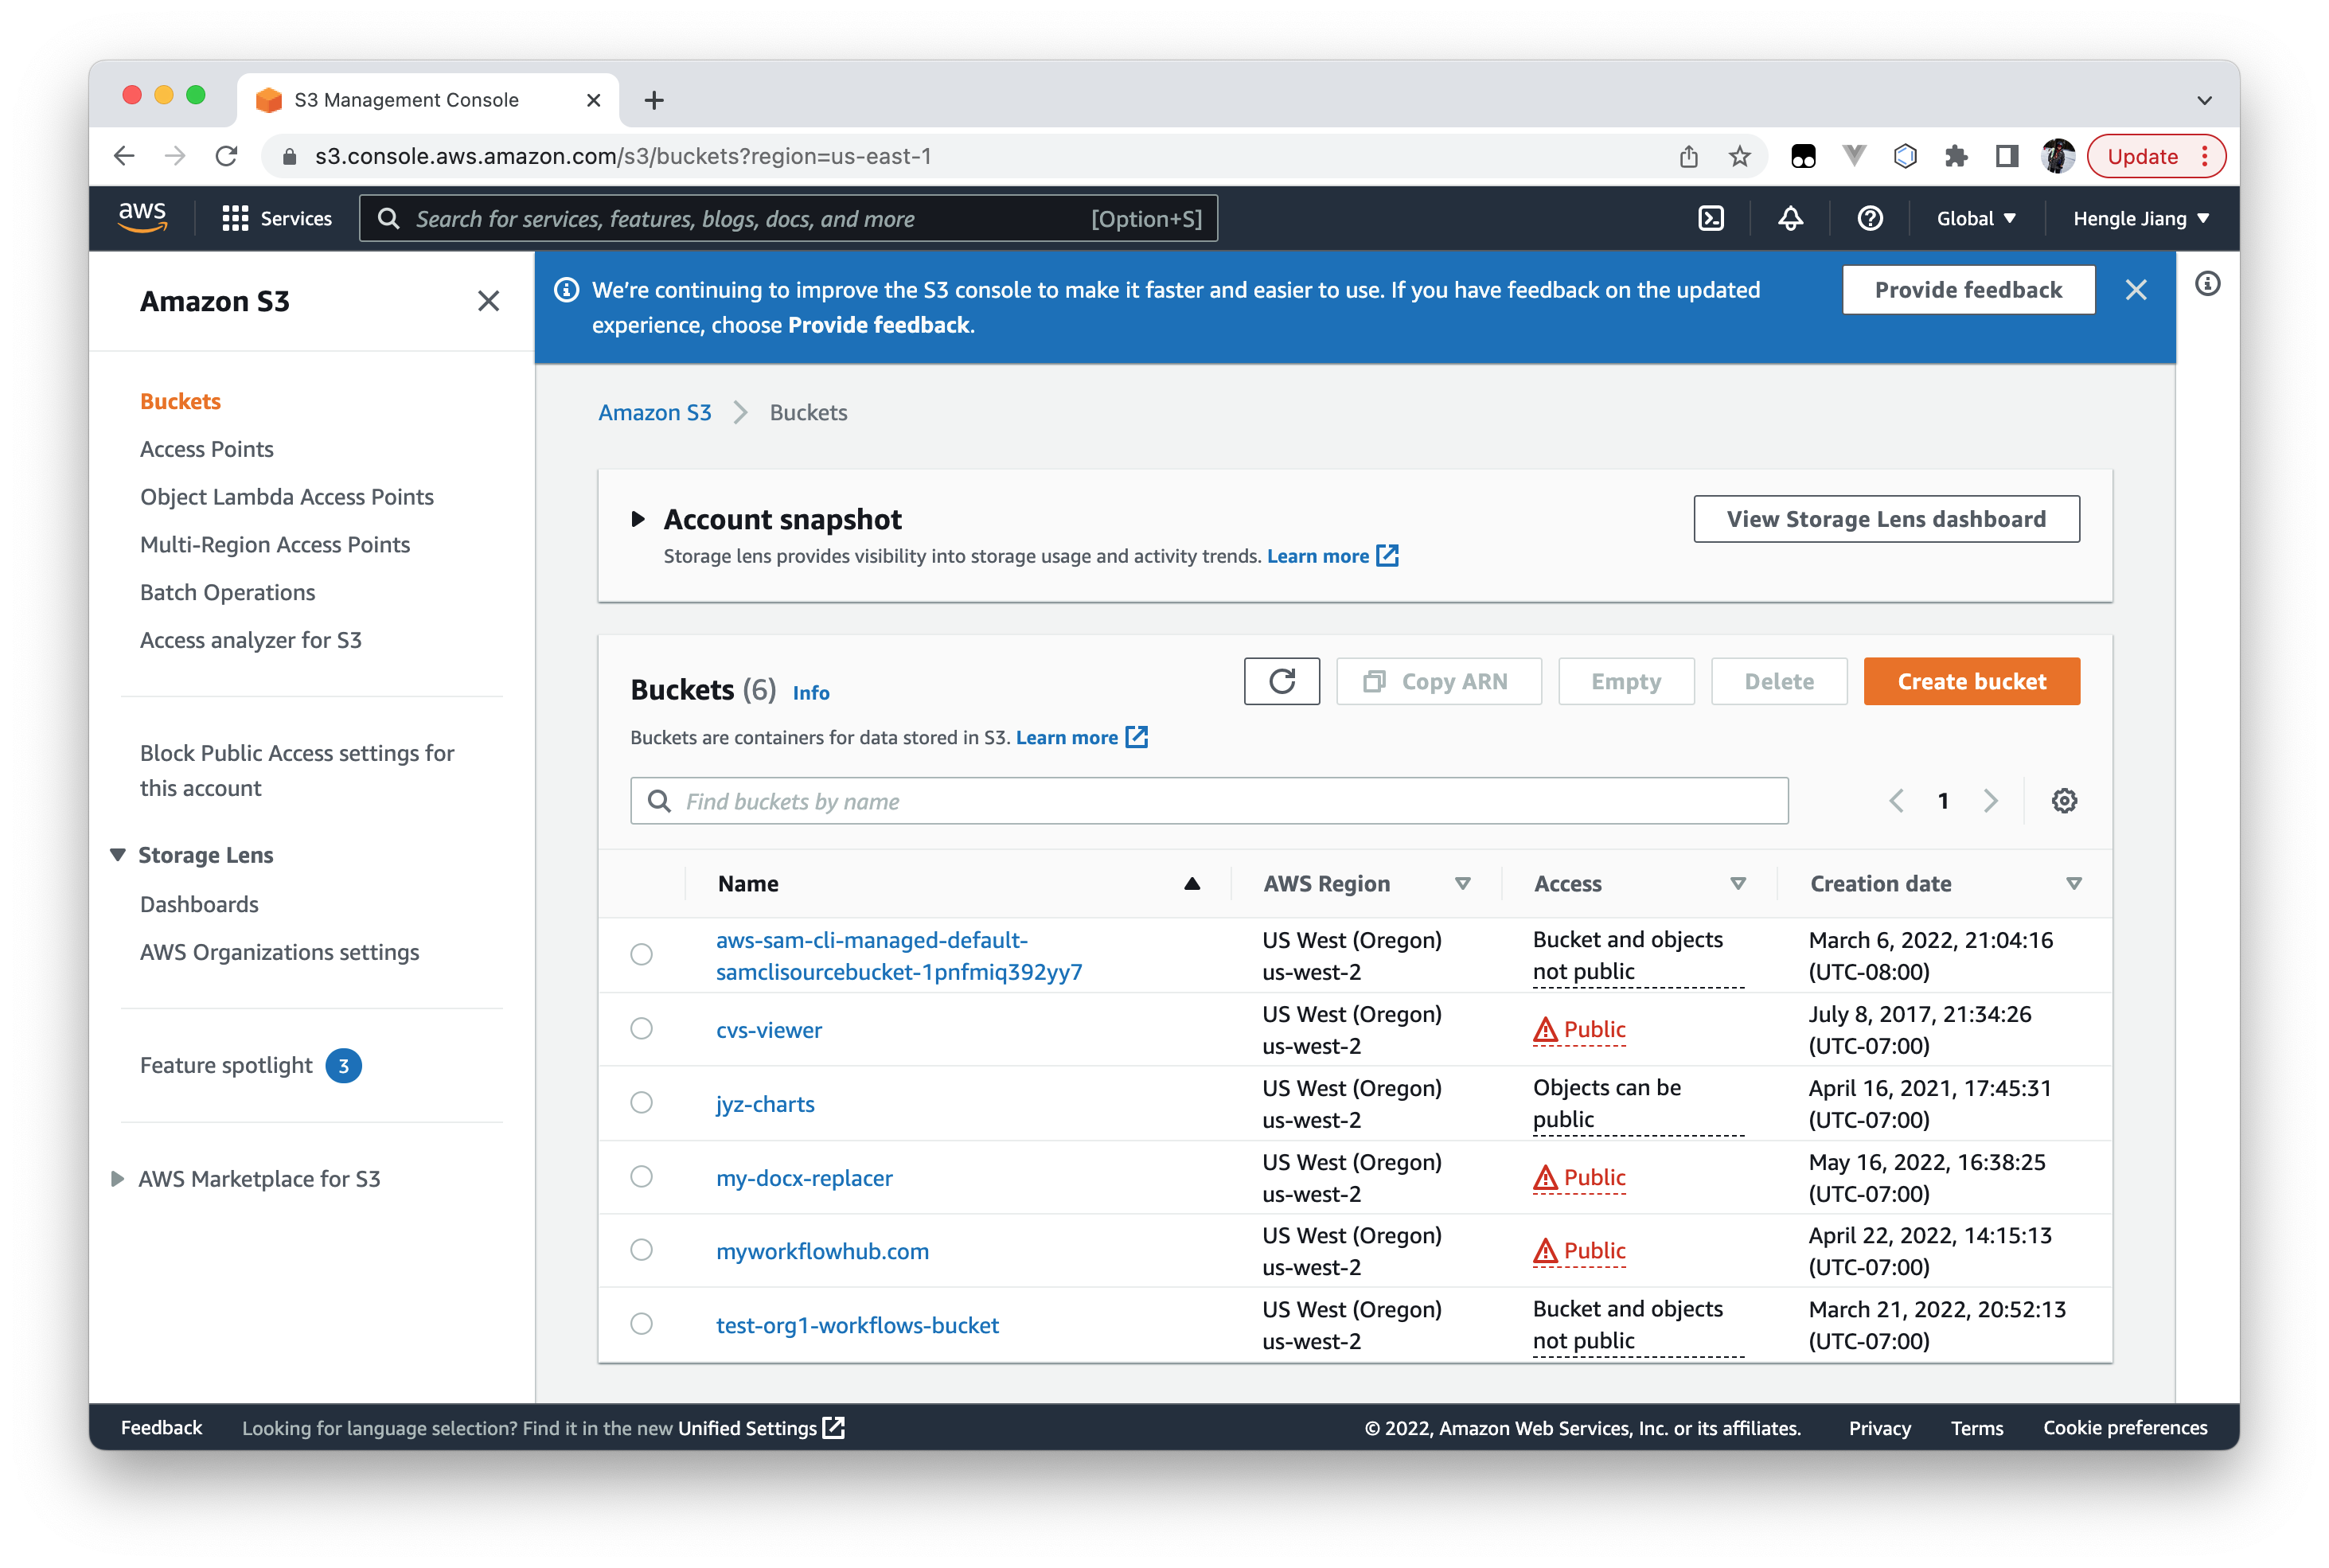 S3 Management Console
s3.console.aws.amazon.com/s3/buckets?region=us-east-1
Update
aws
Services
Search for services, features, blogs, docs, and more
[Option+S]
Global
Hengle Jiang
Amazon S3
Buckets
Access Points
Object Lambda Access Points
Multi-Region Access Points
Batch Operations
Access analyzer for S3
Block Public Access settings for
this account
Storage Lens
Dashboards
AWS Organizations settings
Feature spotlight 3
AWS Marketplace for S3
We're continuing to improve the S3 console to make it faster and easier to use. If you have feedback on the updated
experience, choose Provide feedback.
Provide feedback
Amazon S3
Buckets
Account snapshot
Storage lens provides visibility into storage usage and activity trends. Learn more
View Storage Lens dashboard
Buckets (6) Info
Copy ARN
Empty
Delete
Create bucket
Buckets are containers for data stored in S3. Learn more
Find buckets by name
1
Name
AWS Region
Access
Creation date
aws-sam-cli-managed-default-
samclisourcebucket-1pnfmiq392yy7
US West (Oregon)
us-west-2
Bucket and objects
not public
March 6, 2022, 21:04:16
(UTC-08:00)
cvs-viewer
US West (Oregon)
us-west-2
Public
July 8, 2017, 21:34:26
(UTC-07:00)
jyz-charts
US West (Oregon)
us-west-2
Objects can be
public
April 16, 2021, 17:45:31
(UTC-07:00)
my-docx-replacer
US West (Oregon)
us-west-2
Public
May 16, 2022, 16:38:25
(UTC-07:00)
myworkflowhub.com
US West (Oregon)
us-west-2
Public
April 22, 2022, 14:15:13
(UTC-07:00)
test-org1-workflows-bucket
US West (Oregon)
us-west-2
Bucket and objects
not public
March 21, 2022, 20:52:13
(UTC-07:00)
Feedback
Looking for language selection? Find it in the new Unified Settings
© 2022, Amazon Web Services, Inc. or its affiliates.
Privacy
Terms
Cookie preferences